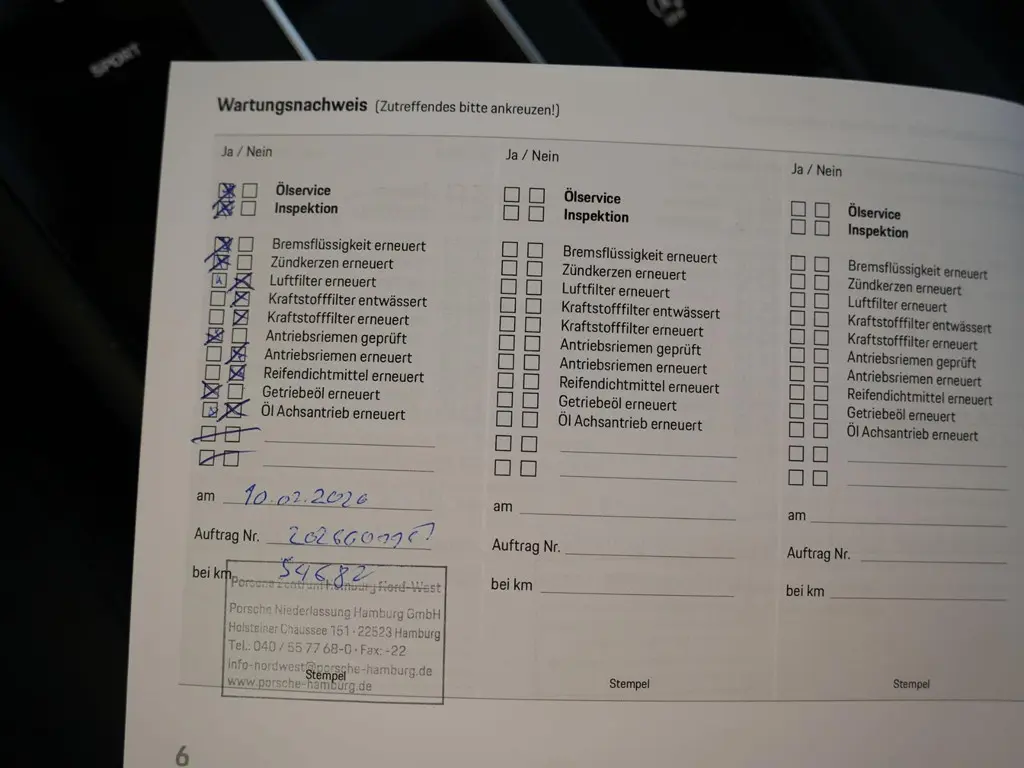 SPORT
Wartungsnachweis (Zutreffendes bitte ankreuzen!)
Ja / Nein
Ölservice
Inspektion
Bremsflüssigkeit erneuert
Zündkerzen erneuert
Luftfilter erneuert
Kraftstofffilter entwässert
Kraftstofffilter erneuert
Antriebsriemen geprüft
Antriebsriemen erneuert
Reifendichtmittel erneuert
Getriebeöl erneuert
Öl Achsantrieb erneuert
am 10.02.2026
Auftrag Nr.
bei km 54682
Porsche Zentrum Hamburg Nord-West
Porsche Niederlassung Hamburg GmbH
Holsteiner Chaussee 151 · 22523 Hamburg
Tel.: 040 / 55 77 68-0 · Fax: -22
info-nordwest@porsche-hamburg.de
Stempel
www.porsche-hamburg.de
Ja / Nein
Ölservice
Inspektion
Bremsflüssigkeit erneuert
Zündkerzen erneuert
Luftfilter erneuert
Kraftstofffilter entwässert
Kraftstofffilter erneuert
Antriebsriemen geprüft
Antriebsriemen erneuert
Reifendichtmittel erneuert
Getriebeöl erneuert
Öl Achsantrieb erneuert
am
Auftrag Nr.
bei km
Stempel
Ja / Nein
Ölservice
Inspektion
Bremsflüssigkeit erneuert
Zündkerzen erneuert
Luftfilter erneuert
Kraftstofffilter entwässert
Kraftstofffilter erneuert
Antriebsriemen geprüft
Antriebsriemen erneuert
Reifendichtmittel erneuert
Getriebeöl erneuert
Öl Achsantrieb erneuert
am
Auftrag Nr.
bei km
Stempel
6